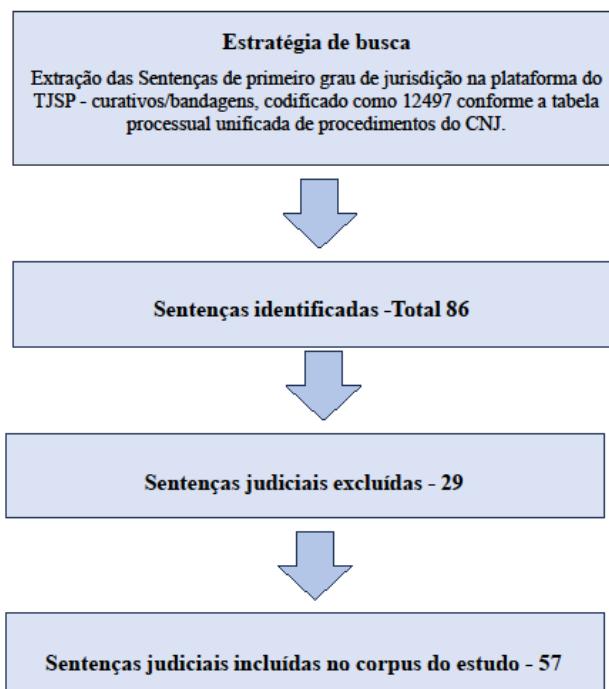 Estratégia de busca
Extração das Sentenças de primeiro grau de jurisdição na plataforma do
TJSP - curativos/bandagens, codificado como 12497 conforme a tabela
processual unificada de procedimentos do CNJ.
Sentenças identificadas -Total 86
Sentenças judiciais excluídas - 29
Sentenças judiciais incluídas no corpus do estudo - 57